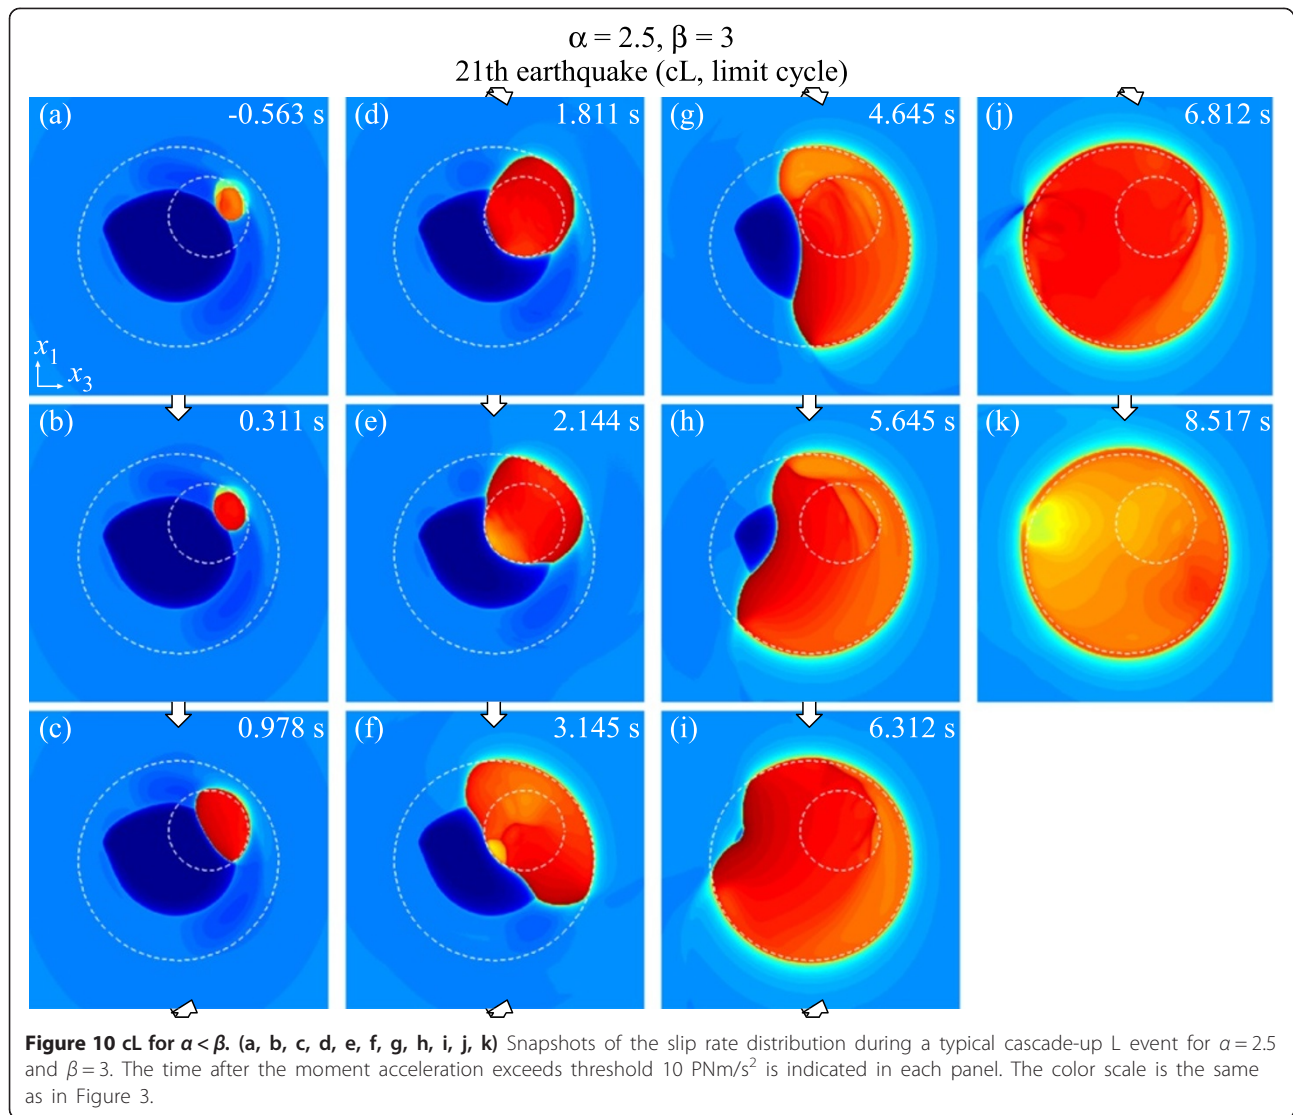 α = 2.5, β = 3
21th earthquake (cL, limit cycle)
(a) -0.563 s
(d) 1.811 s
(g) 4.645 s
(j) 6.812 s
x1
x3
(b) 0.311 s
(e) 2.144 s
(h) 5.645 s
(k) 8.517 s
(c) 0.978 s
(f) 3.145 s
(i) 6.312 s
Figure 10 cL for α < β. (a, b, c, d, e, f, g, h, i, j, k) Snapshots of the slip rate distribution during a typical cascade-up L event for α = 2.5
and β = 3. The time after the moment acceleration exceeds threshold 10 PNm/s² is indicated in each panel. The color scale is the same
as in Figure 3.